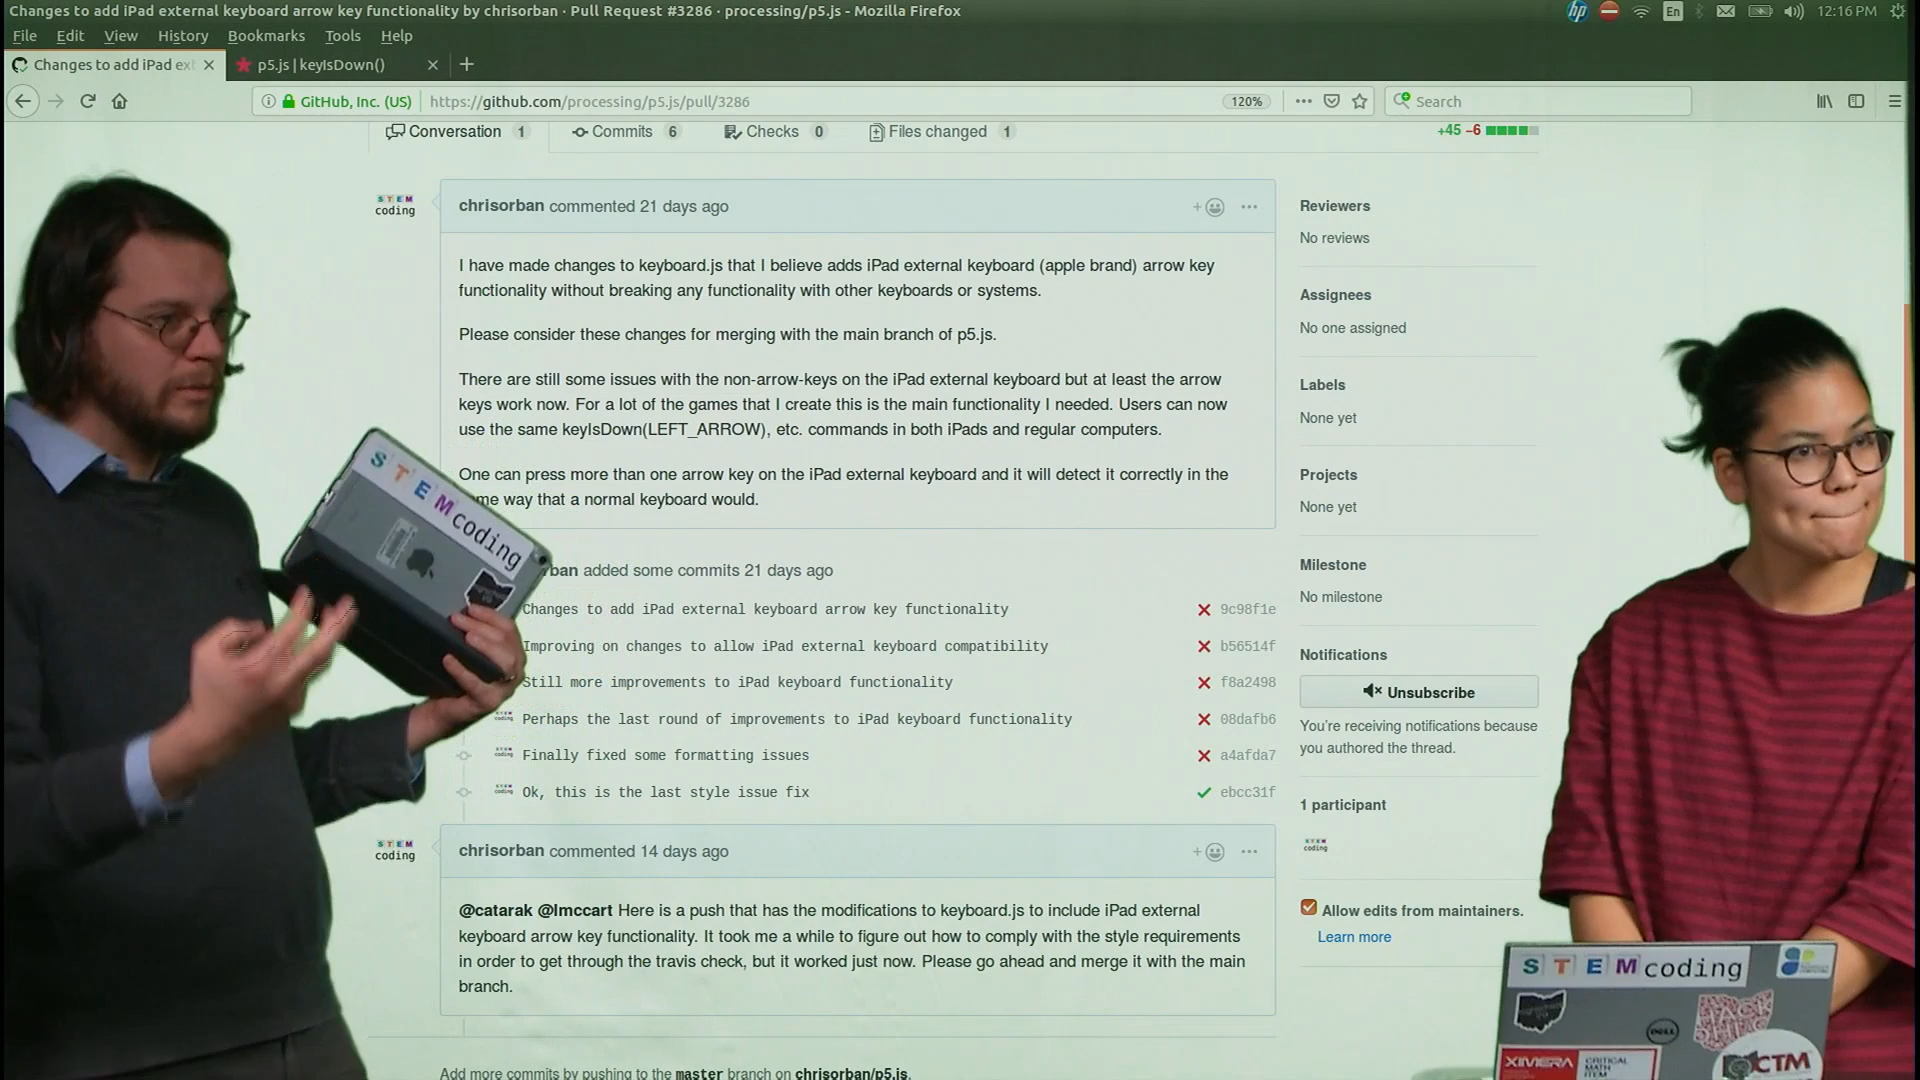 Changes to add iPad external keyboard arrow key functionality by chrisorban · Pull Request #3286 · processing/p5.js - Mozilla Firefox
hp En 12:16 PM
File Edit View History Bookmarks Tools Help
Changes to add iPad ext
p5.js | keyIsDown()
GitHub, Inc. (US) https://github.com/processing/p5.js/pull/3286 120% Search
Conversation 1 Commits 6 Checks 0 Files changed 1 +45 −6
STEM coding
chrisorban commented 21 days ago
I have made changes to keyboard.js that I believe adds iPad external keyboard (apple brand) arrow key
functionality without breaking any functionality with other keyboards or systems.
Please consider these changes for merging with the main branch of p5.js.
There are still some issues with the non-arrow-keys on the iPad external keyboard but at least the arrow
keys work now. For a lot of the games that I create this is the main functionality I needed. Users can now
use the same keyIsDown(LEFT_ARROW), etc. commands in both iPads and regular computers.
One can press more than one arrow key on the iPad external keyboard and it will detect it correctly in the
me way that a normal keyboard would.
rban added some commits 21 days ago
Changes to add iPad external keyboard arrow key functionality 9c98f1e
Improving on changes to allow iPad external keyboard compatibility b56514f
Still more improvements to iPad keyboard functionality f8a2498
Perhaps the last round of improvements to iPad keyboard functionality 08dafb6
Finally fixed some formatting issues a4afda7
Ok, this is the last style issue fix ebcc31f
STEM coding
chrisorban commented 14 days ago
@catarak @lmccart Here is a push that has the modifications to keyboard.js to include iPad external
keyboard arrow key functionality. It took me a while to figure out how to comply with the style requirements
in order to get through the travis check, but it worked just now. Please go ahead and merge it with the main
branch.
Add more commits by pushing to the master branch on chrisorban/p5.js.
Reviewers
No reviews
Assignees
No one assigned
Labels
None yet
Projects
None yet
Milestone
No milestone
Notifications
Unsubscribe
You're receiving notifications because
you authored the thread.
1 participant
Allow edits from maintainers.
Learn more
STEMcoding
STEMcoding
DELL
XIMERA
CRITICAL
MATH
ITEM
CTM